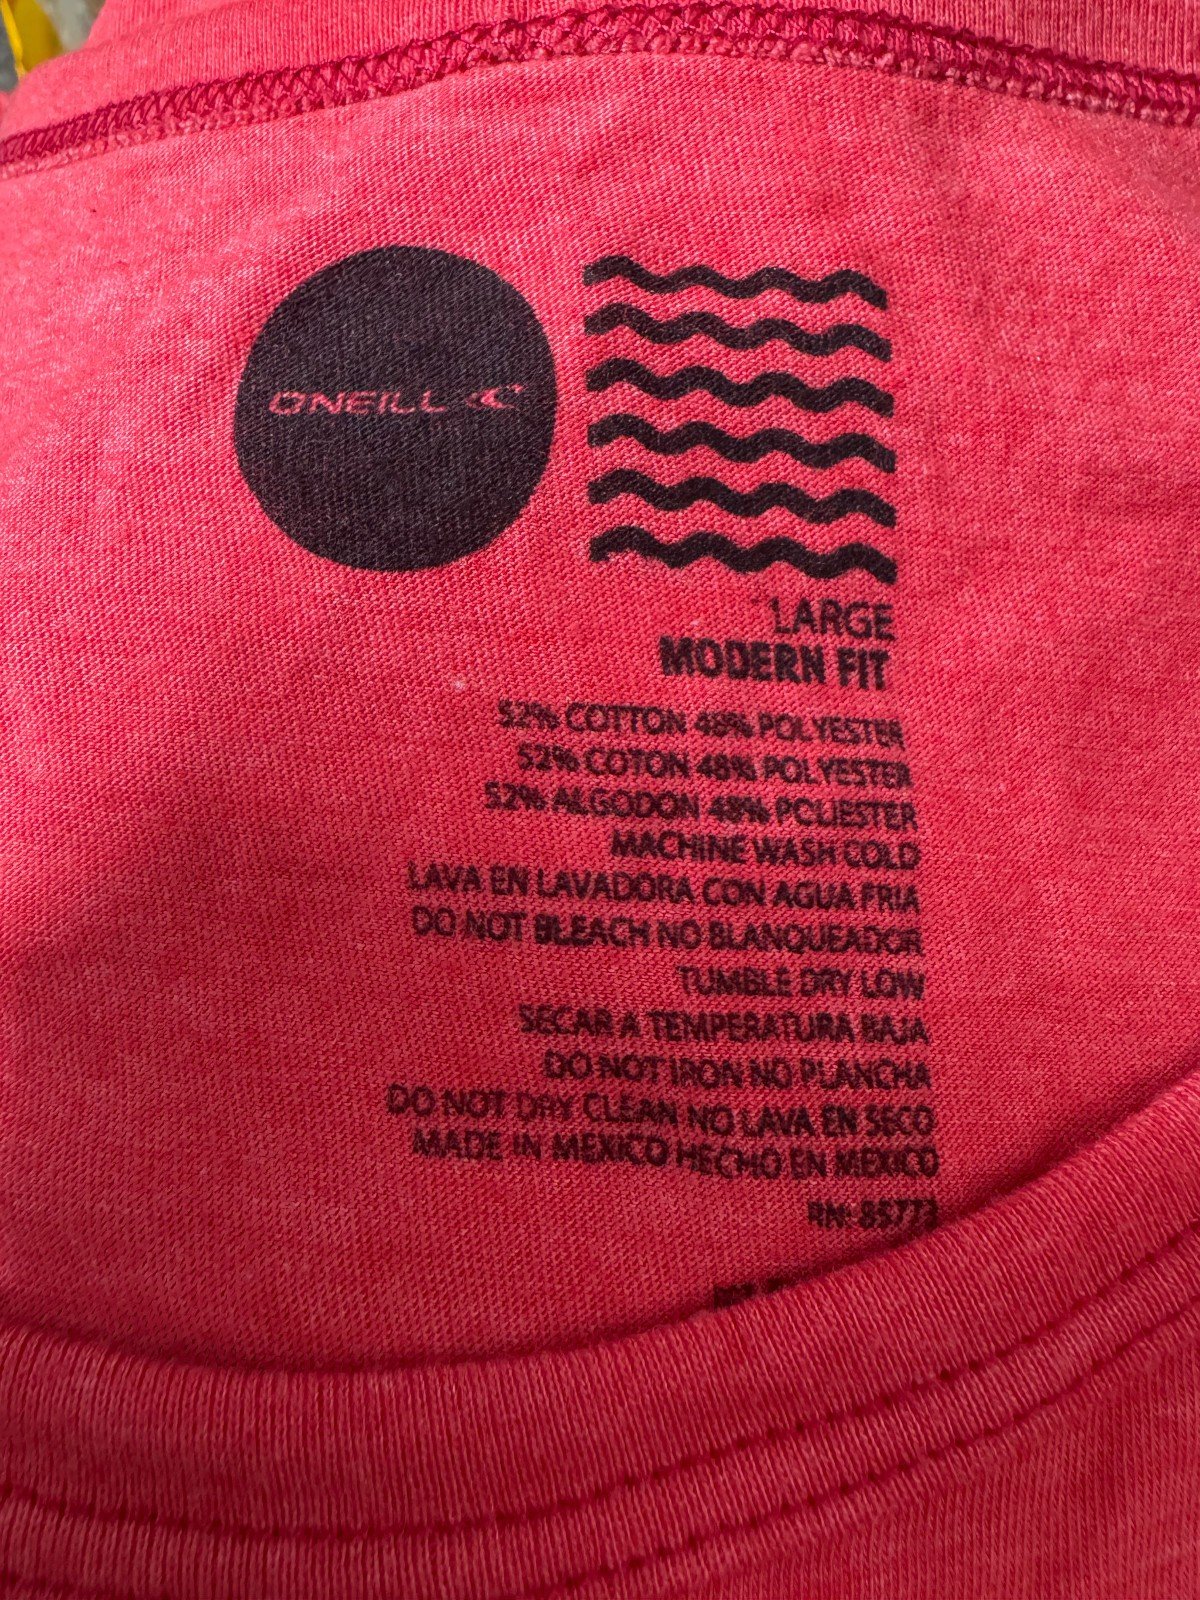 O'NEILL
LARGE
MODERN FIT
52% COTTON 48% POLYESTER
52% COTON 48% POLYESTER
52% ALGODON 48% POLIESTER
MACHINE WASH COLD
LAVA EN LAVADORA CON AGUA FRIA
DO NOT BLEACH NO BLANQUEADOR
TUMBLE DRY LOW
SECAR A TEMPERATURA BAJA
DO NOT IRON NO PLANCHA
DO NOT DRY CLEAN NO LAVA EN SECO
MADE IN MEXICO HECHO EN MEXICO
RN: 85773